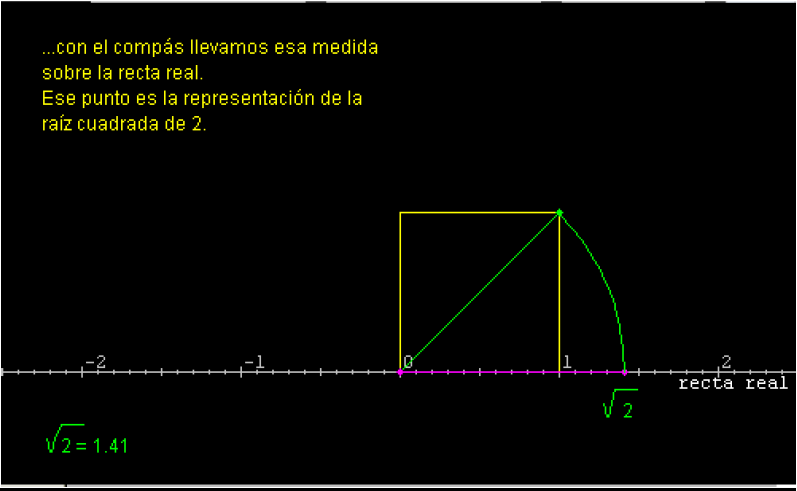 ...con el compás llevamos esa medida
sobre la recta real.
Ese punto es la representación de la
raíz cuadrada de 2.
-2 -1 0 1 2
recta real
√2
√2 = 1.41